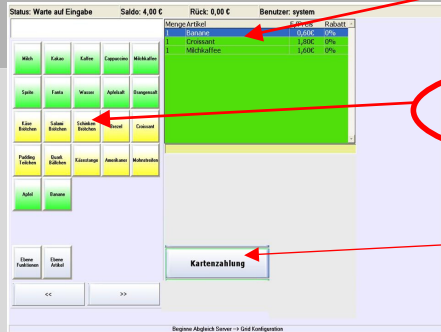 Status: Warte auf Eingabe Saldo: 4,00 € Rück: 0,00 € Benutzer: system
Menge Artikel E/Preis Rabatt
1 Banane 0,60€ 0%
1 Croissant 1,80€ 0%
1 Milchkaffee 1,60€ 0%
Milch Kakao Kaffee Cappuccino Milchkaffee
Sprite Fanta Wasser Apfelsaft Orangensaft
Käse Brötchen Salami Brötchen Schinken Brötchen Croissant
Pudding Teilchen Quark Bällchen Käsestange Amerikaner
Apfel Banane
Ebene Funktionen Ebene Artikel
Kartenzahlung
<< >>
Beginne Abgleich Server --> Grid Konfiguration